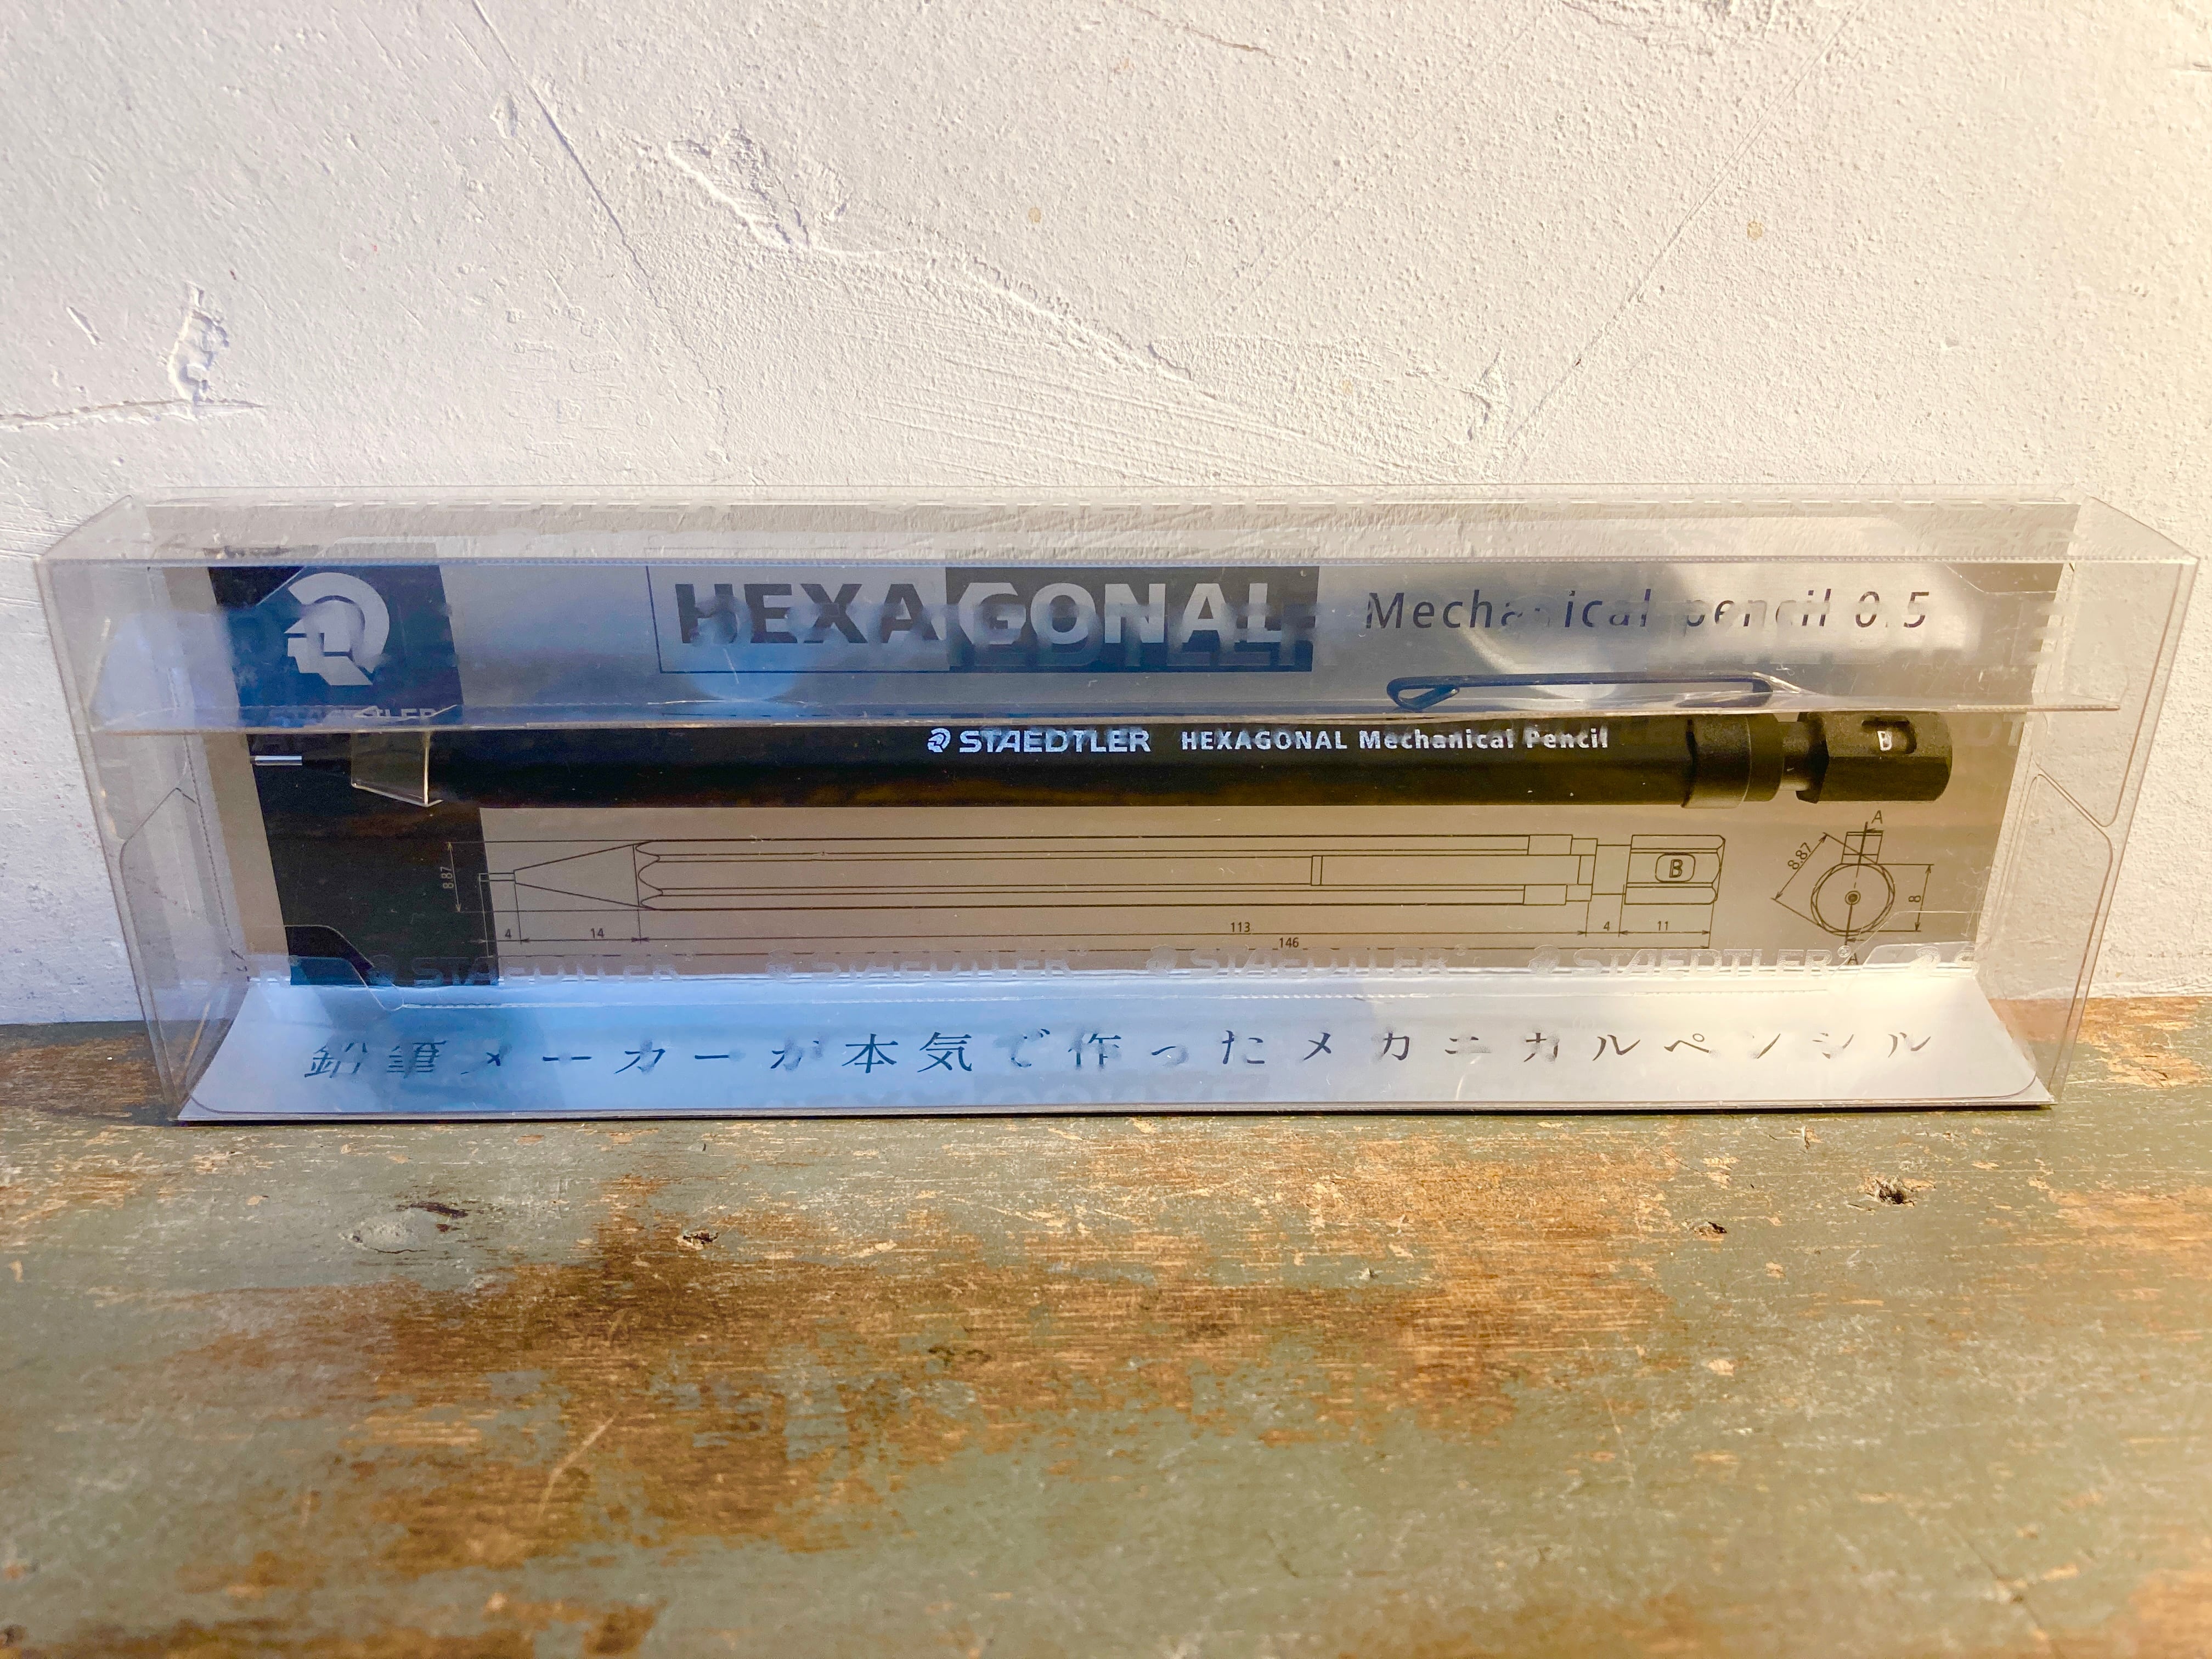 STAEDTLER
HEXAGONAL Mechanical pencil 0.5
STAEDTLER HEXAGONAL Mechanical Pencil B
8.87
B
4 14 113 4 11
146
A
8.87
8
A
STAEDTLER STAEDTLER STAEDTLER STAEDTLER
鉛筆メーカーが本気で作ったメカニカルペンシル